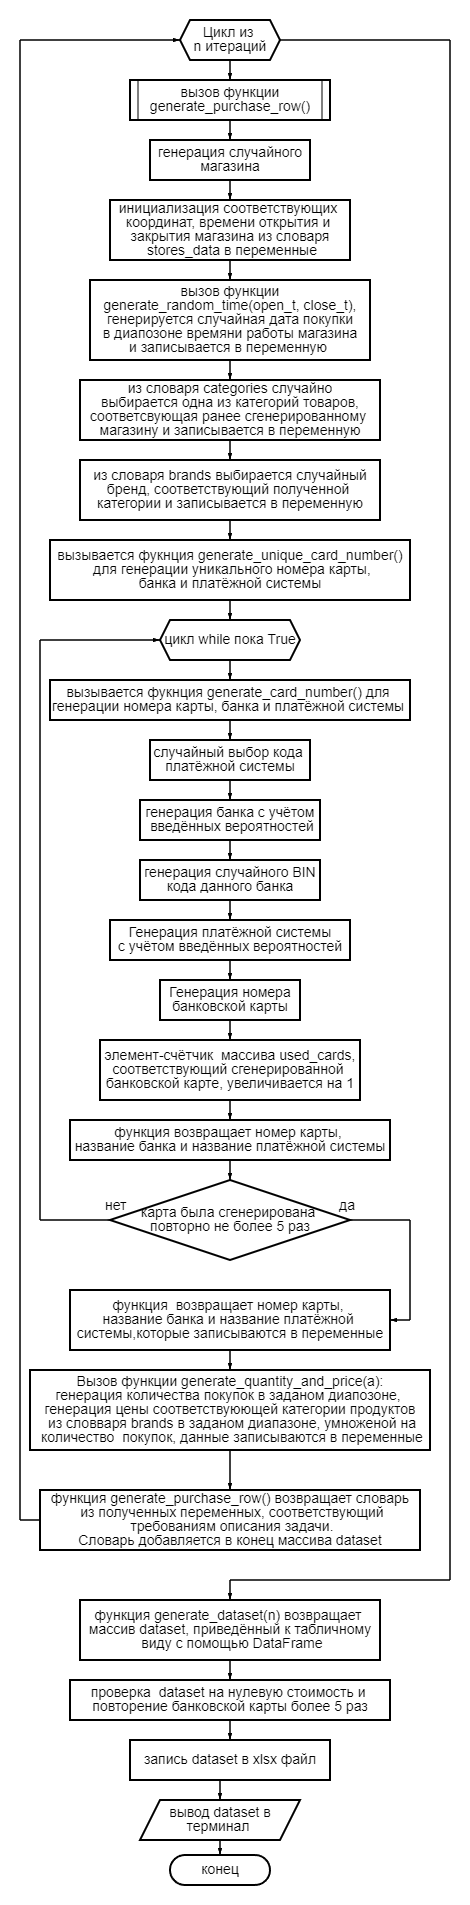 Цикл из
n итераций
вызов функции
generate_purchase_row()
генерация случайного
магазина
инициализация соответствующих
координат, времени открытия и
закрытия магазина из словаря
stores_data в переменные
вызов функции
generate_random_time(open_t, close_t),
генерируется случайная дата покупки
в диапозоне времяни работы магазина
и записывается в переменную
из словаря categories случайно
выбирается одна из категорий товаров,
соответсвующая ранее сгенерированному
магазину и записывается в переменную
из словаря brands выбирается случайный
бренд, соответствующий полученной
категории и записывается в переменную
вызывается фукнция generate_unique_card_number()
для генерации уникального номера карты,
банка и платёжной системы
цикл while пока True
вызывается фукнция generate_card_number() для
генерации номера карты, банка и платёжной системы
случайный выбор кода
платёжной системы
генерация банка с учётом
введённых вероятностей
генерация случайного BIN
кода данного банка
Генерация платёжной системы
с учётом введённых вероятностей
Генерация номера
банковской карты
элемент-счётчик массива used_cards,
соответствующий сгенерированной
банковской карте, увеличивается на 1
функция возвращает номер карты,
название банка и название платёжной системы
нет
да
карта была сгенерирована
повторно не более 5 раз
функция возвращает номер карты,
название банка и название платёжной
системы,которые записываются в переменные
Вызов функции generate_quantity_and_price(a):
генерация количества покупок в заданом диапозоне,
генерация цены соответствуюющей категории продуктов
из слловваря brands в заданом диапазоне, умноженой на
количество покупок, данные записываются в переменные
функция generate_purchase_row() возвращает словарь
из полученных переменных, соответствующий
требованиям описания задачи.
Словарь добавляется в конец массива dataset
функция generate_dataset(n) возвращает
массив dataset, приведённый к табличному
виду с помощью DataFrame
проверка dataset на нулевую стоимость и
повторение банковской карты более 5 раз
запись dataset в xlsx файл
вывод dataset в
терминал
конец